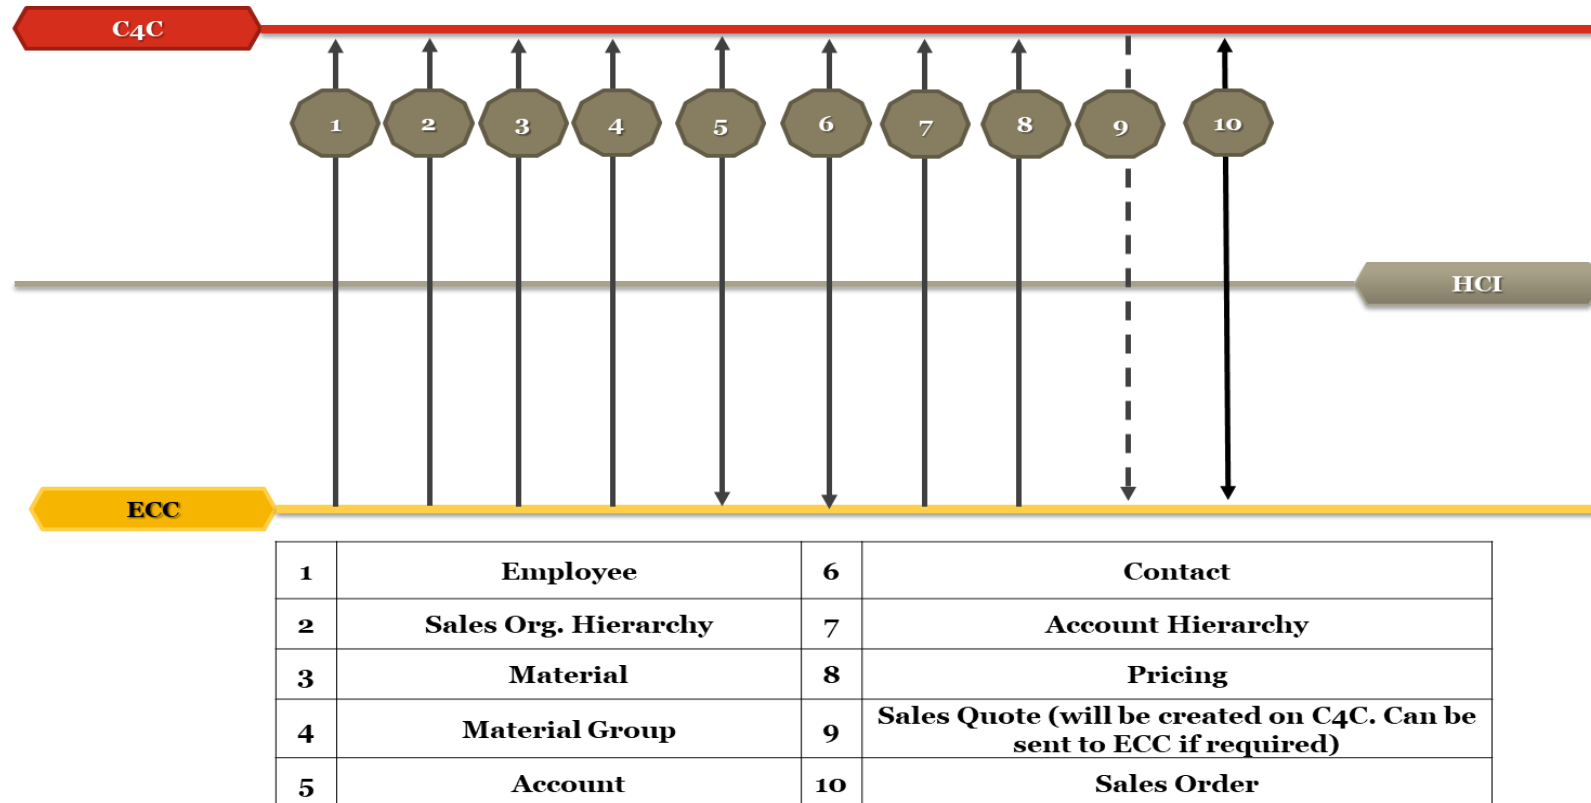 C4C
1 2 3 4 5 6 7 8 9 10
HCI
ECC
1 Employee 6 Contact
2 Sales Org. Hierarchy 7 Account Hierarchy
3 Material 8 Pricing
4 Material Group 9 Sales Quote (will be created on C4C. Can be
sent to ECC if required)
5 Account 10 Sales Order